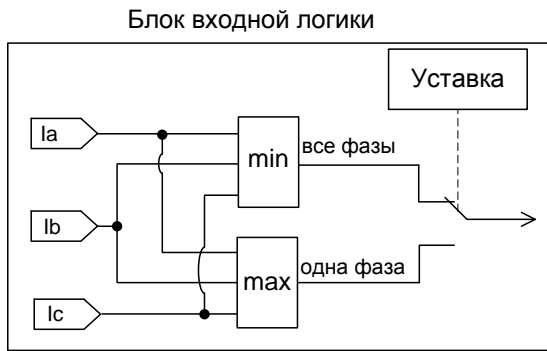 Блок входной логики
Уставка
Ia
min
все фазы
Ib
max
одна фаза
Ic